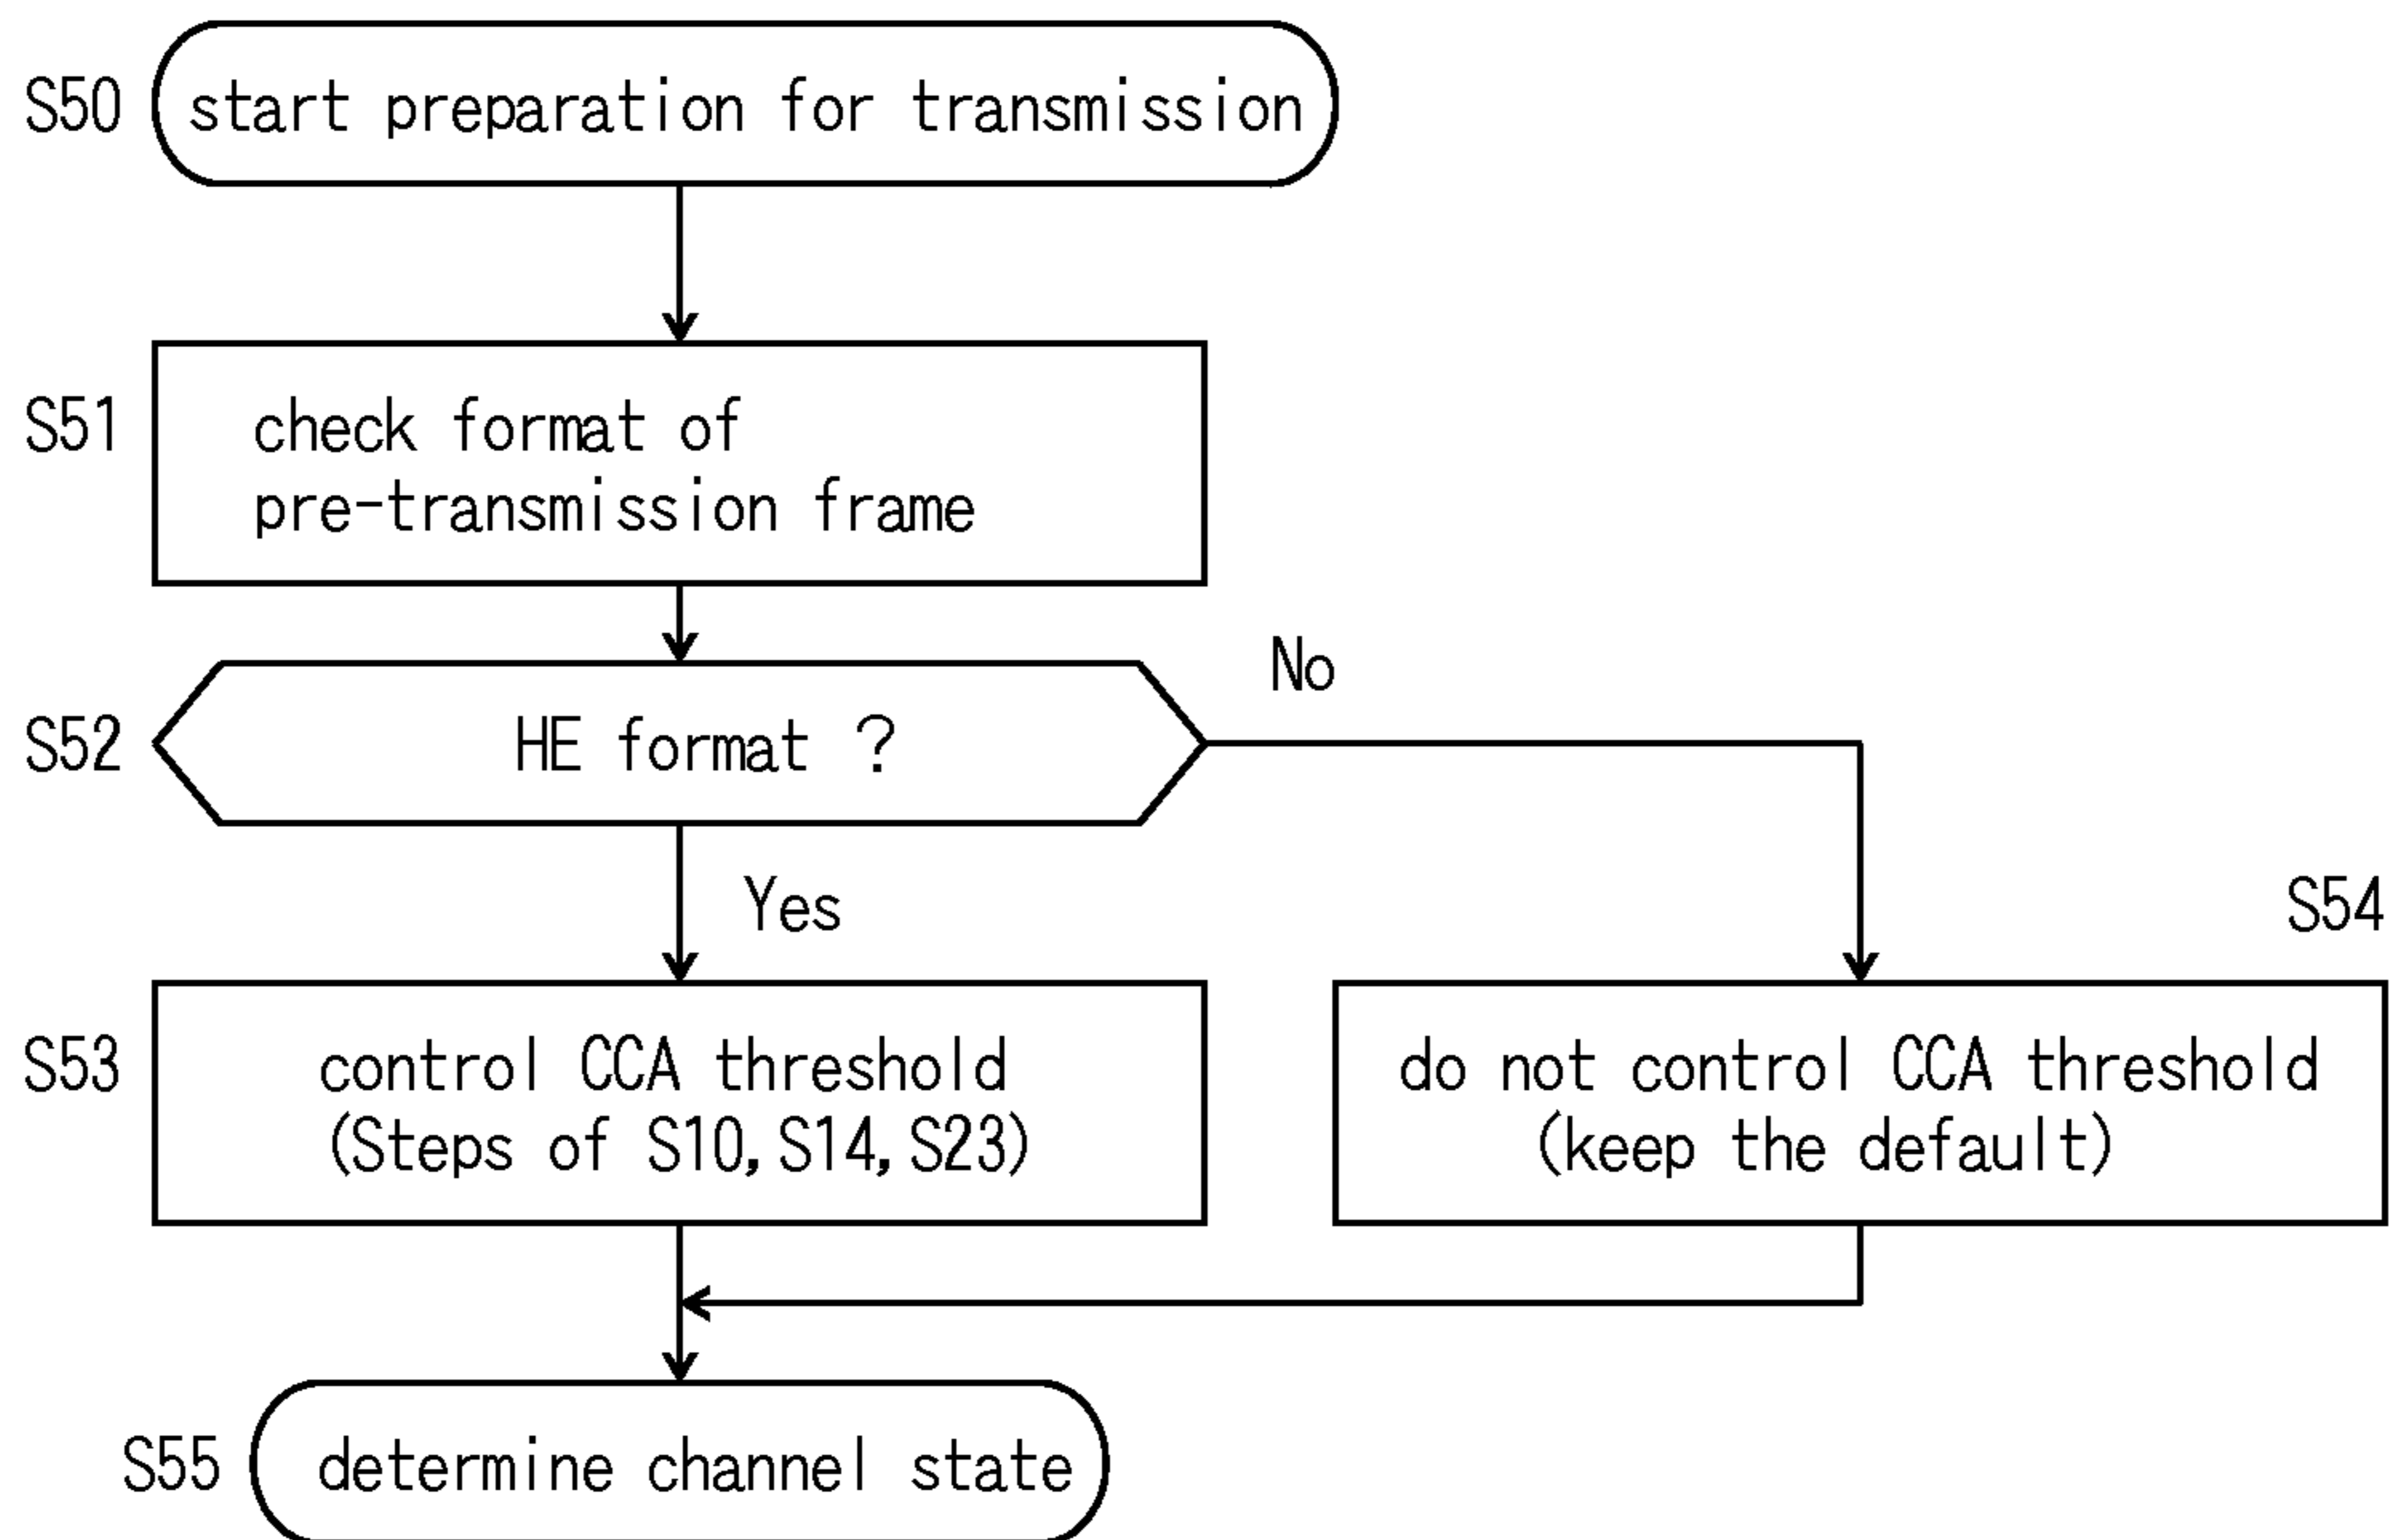 S50 start preparation for transmission
S51 check format of
pre-transmission frame
No
S52 HE format ?
Yes
S54
S53 control CCA threshold
(Steps of S10, S14, S23)
do not control CCA threshold
(keep the default)
S55 determine channel state